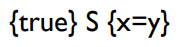 {true} S {x=y}